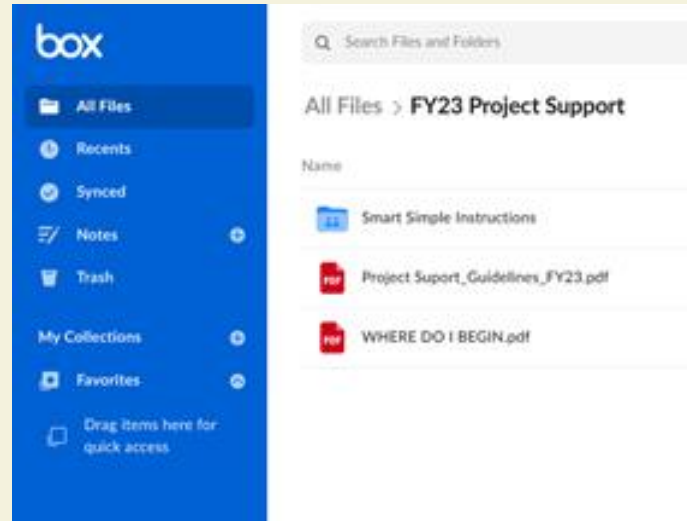 box
Search Files and Folders
All Files
All Files > FY23 Project Support
Recents
Name
Synced
Smart Simple Instructions
Notes
Trash
PDF Project Suport_Guidelines_FY23.pdf
My Collections
PDF WHERE DO I BEGIN.pdf
Favorites
Drag items here for
quick access